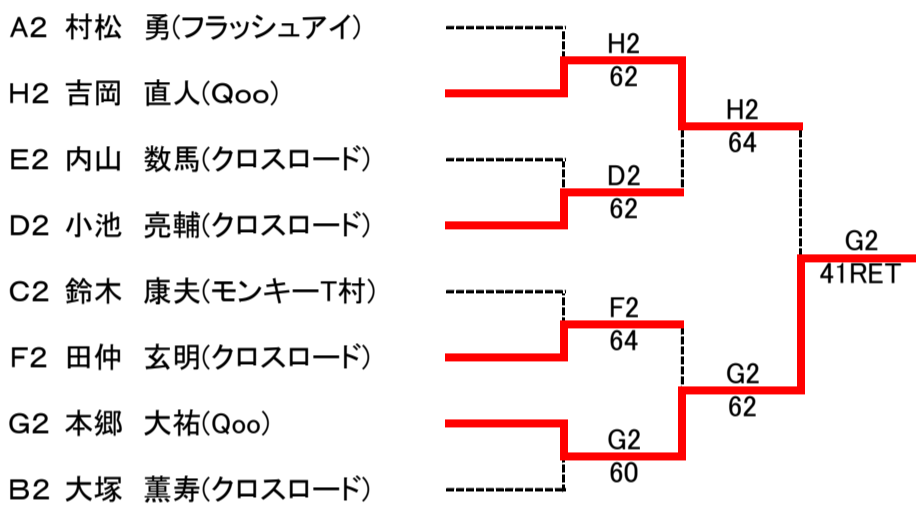 A2 村松 勇(フラッシュアイ)
H2 吉岡 直人(Qoo)
E2 内山 数馬(クロスロード)
D2 小池 亮輔(クロスロード)
C2 鈴木 康夫(モンキーT村)
F2 田仲 玄明(クロスロード)
G2 本郷 大祐(Qoo)
B2 大塚 薫寿(クロスロード)
H2
62
D2
62
F2
64
G2
60
H2
64
G2
62
G2
41RET